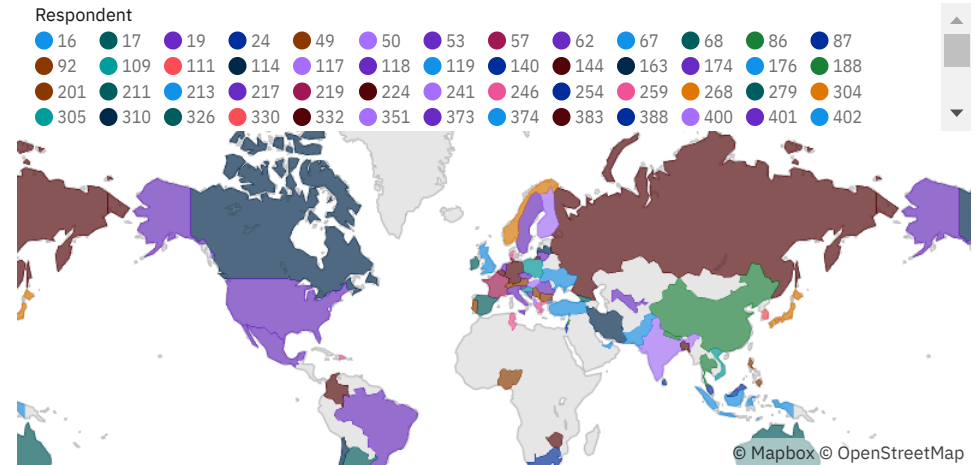 Respondent
16 17 19 24 49 50 53 57 62 67 68 86 87
92 109 111 114 117 118 119 140 144 163 174 176 188
201 211 213 217 219 224 241 246 254 259 268 279 304
305 310 326 330 332 351 373 374 383 388 400 401 402
© Mapbox © OpenStreetMap